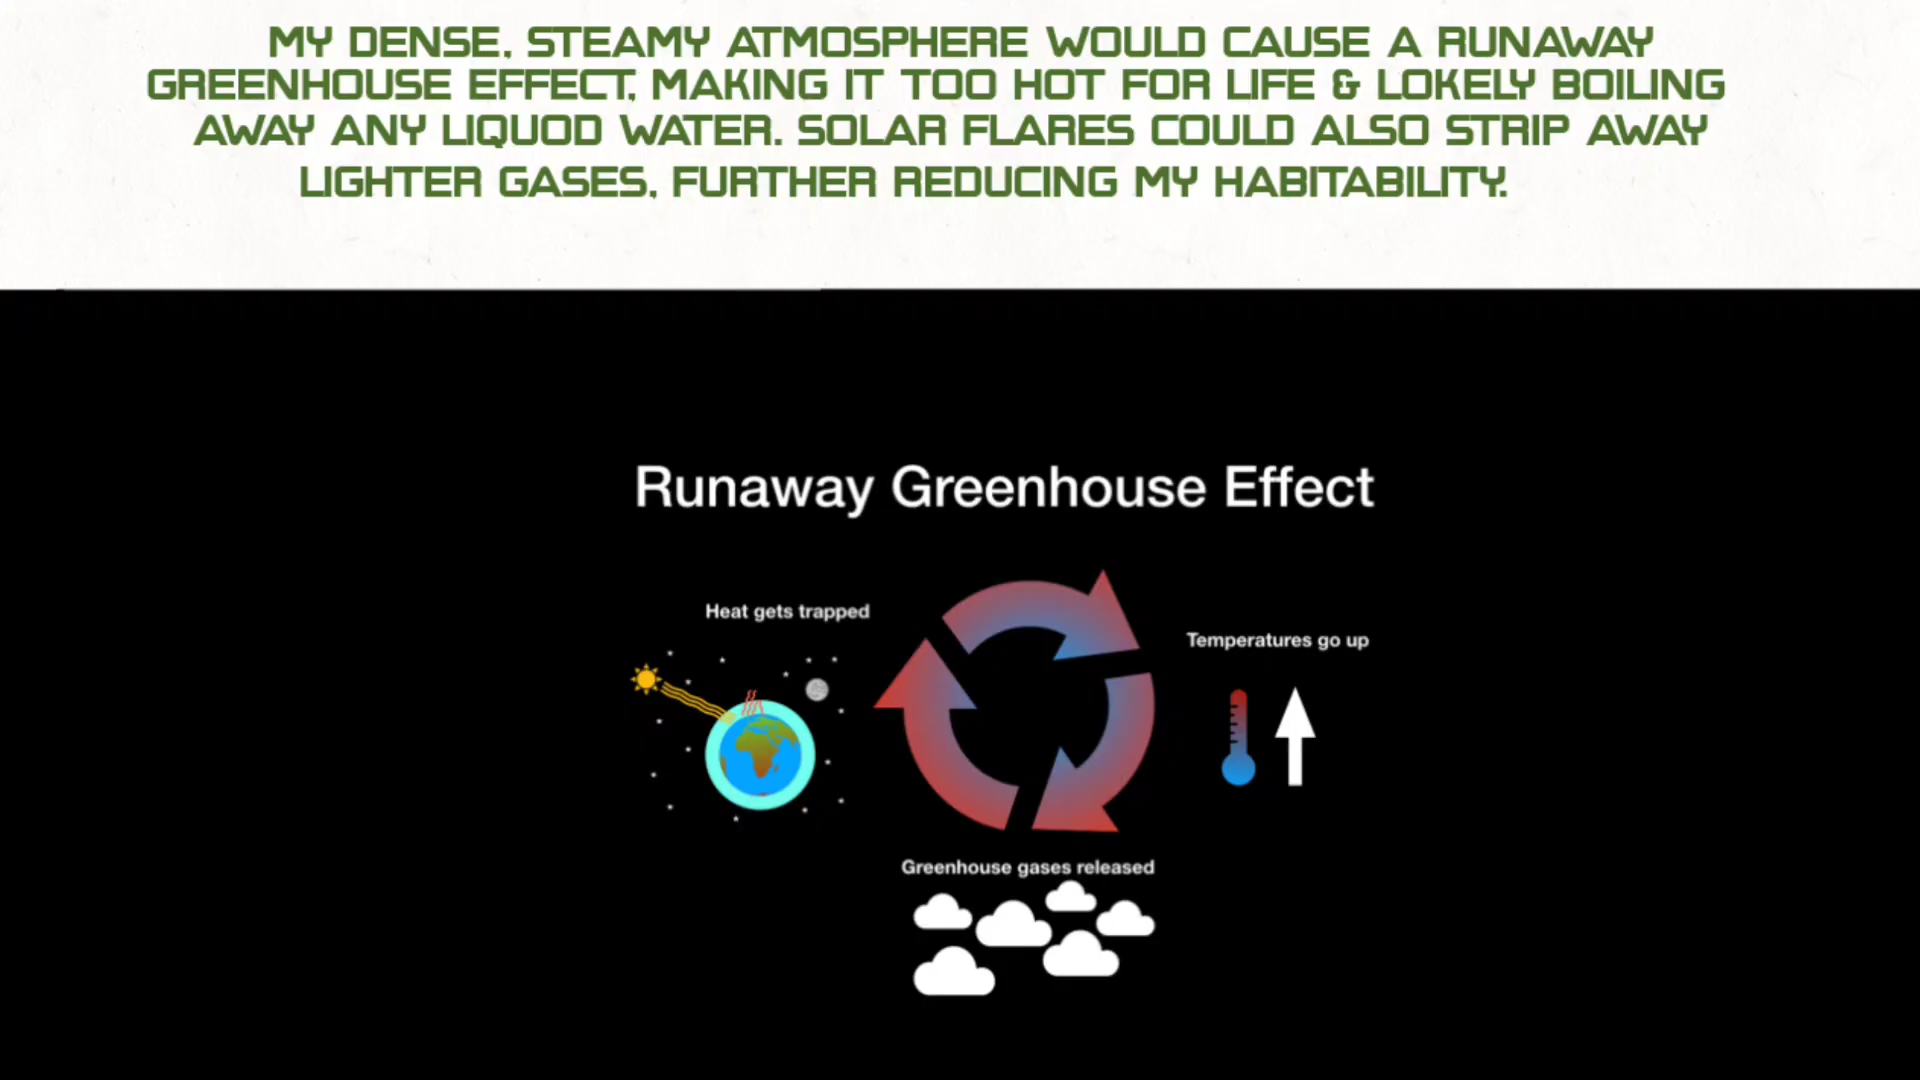 MY DENSE, STEAMY ATMOSPHERE WOULD CAUSE A RUNAWAY
GREENHOUSE EFFECT, MAKING IT TOO HOT FOR LIFE & LOKELY BOILING
AWAY ANY LIQUOD WATER. SOLAR FLARES COULD ALSO STRIP AWAY
LIGHTER GASES, FURTHER REDUCING MY HABITABILITY.
Runaway Greenhouse Effect
Heat gets trapped
Temperatures go up
Greenhouse gases released